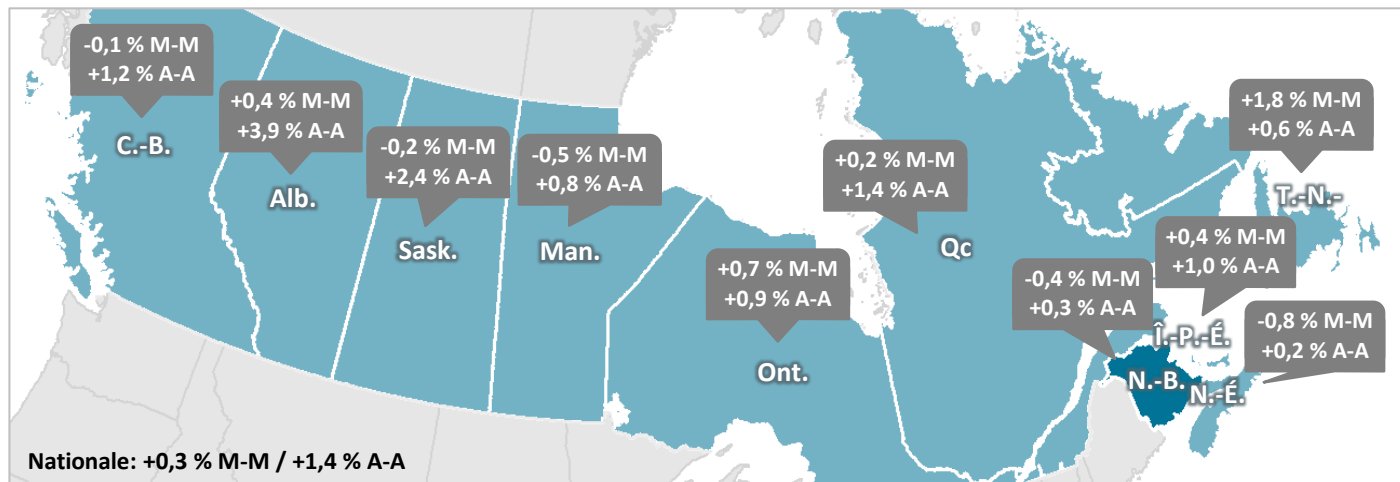 -0,1 % M-M
+1,2 % A-A
C.-B.
+0,4 % M-M
+3,9 % A-A
Alb.
-0,2 % M-M
+2,4 % A-A
Sask.
-0,5 % M-M
+0,8 % A-A
Man.
+0,7 % M-M
+0,9 % A-A
Ont.
+0,2 % M-M
+1,4 % A-A
Qc
+1,8 % M-M
+0,6 % A-A
T.-N.-
+0,4 % M-M
+1,0 % A-A
Î.-P.-É.
-0,4 % M-M
+0,3 % A-A
N.-B.
-0,8 % M-M
+0,2 % A-A
N.-É.
Nationale: +0,3 % M-M / +1,4 % A-A